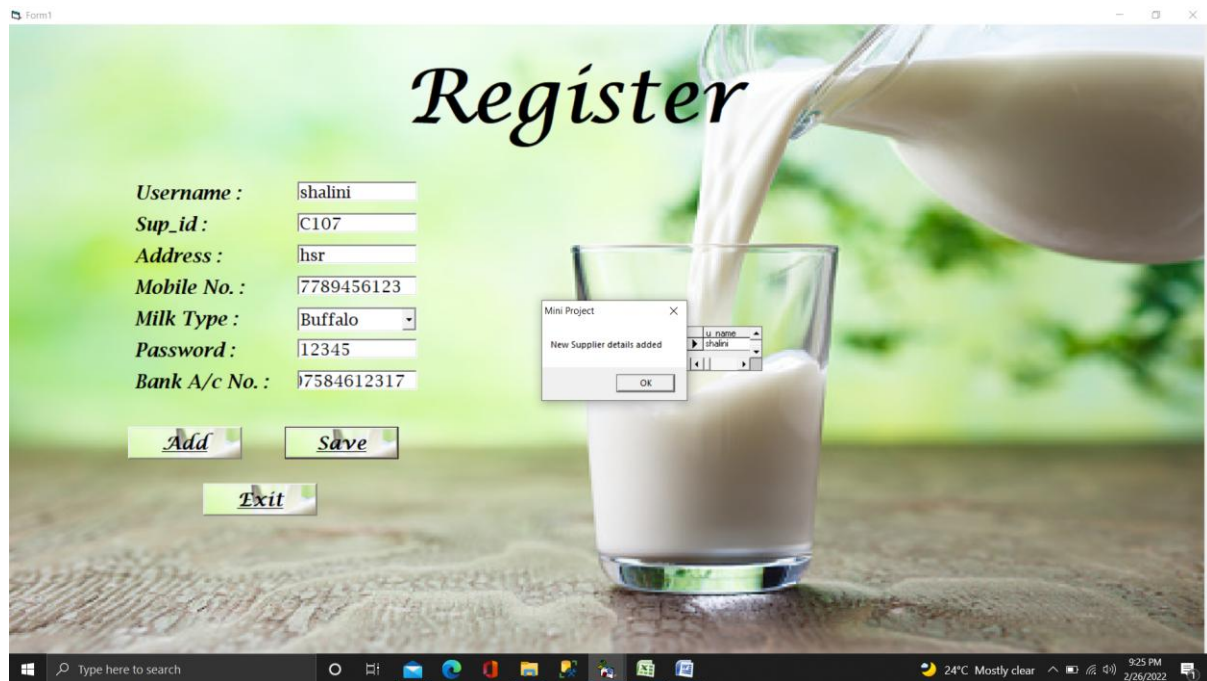 Form1
Register
Username : shalini
Sup_id : C107
Address : hsr
Mobile No. : 7789456123
Milk Type : Buffalo
Password : 12345
Bank A/c No. : 07584612317
Add Save
Exit
Mini Project
New Supplier details added
OK
u_name
shalini
Type here to search
24°C Mostly clear
9:25 PM
2/26/2022